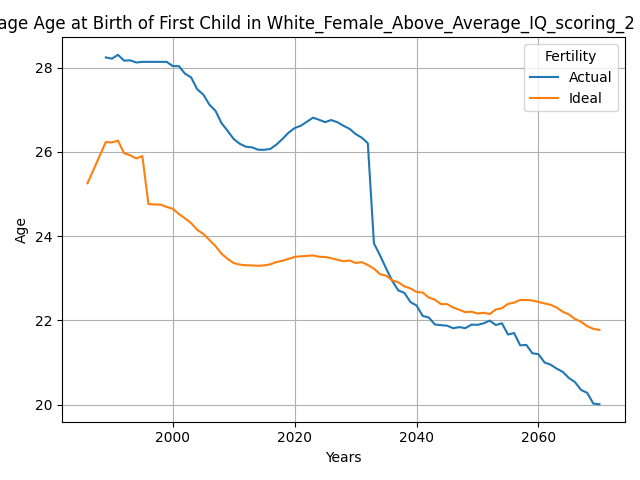 Age at Birth of First Child in White_Female_Above_Average_IQ_scoring_2
Fertility
Actual
Ideal
28
26
24
22
20
Age
2000
2020
2040
2060
Years